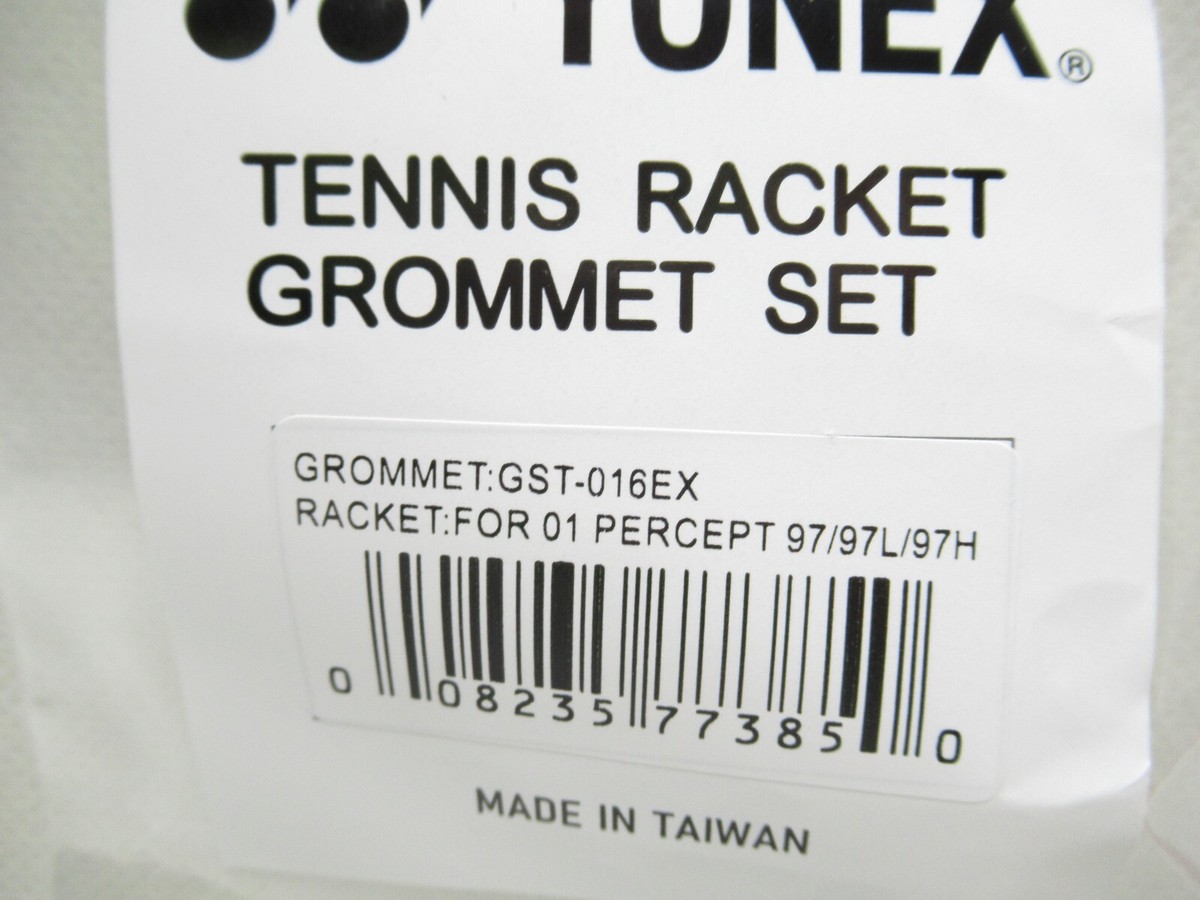 YONEX®
TENNIS RACKET
GROMMET SET
GROMMET:GST-016EX
RACKET:FOR 01 PERCEPT 97/97L/97H
0 08235 77385 0
MADE IN TAIWAN